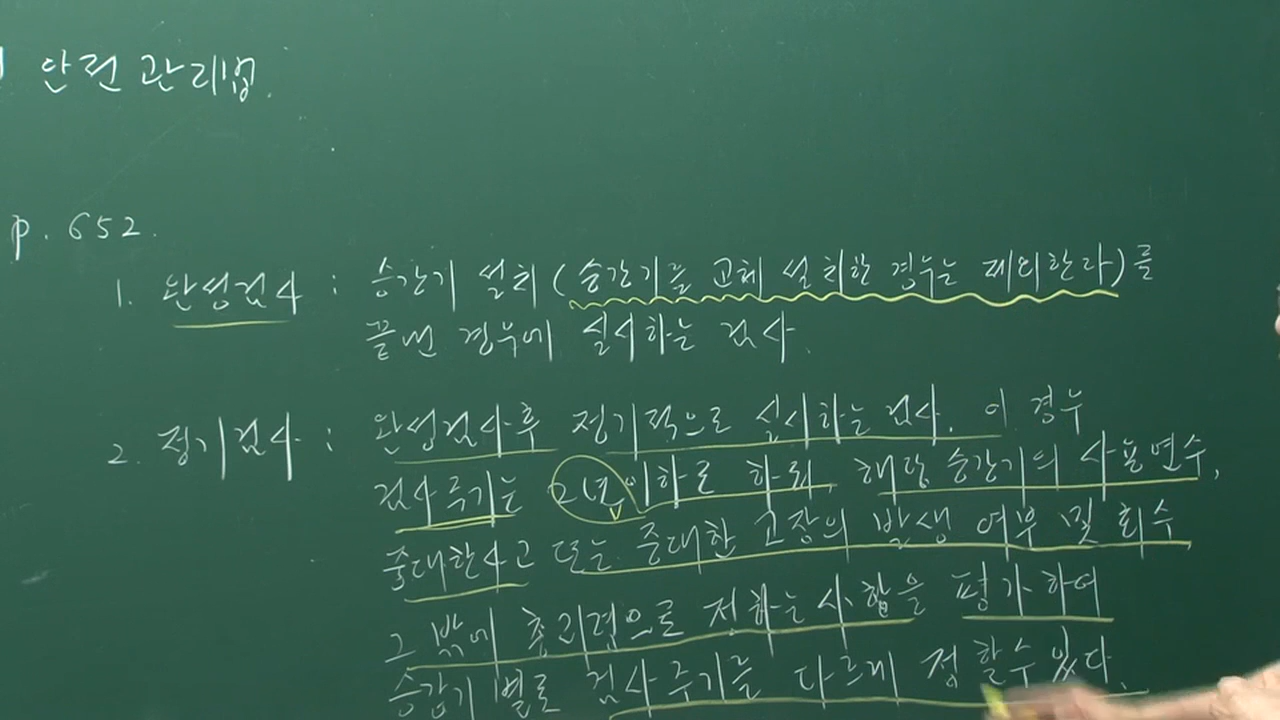 안전 관리법.
p. 652.
1. 완성검사 : 승강기 설치(승강기를 교체 설치한 경우는 제외한다)를
끝낸 경우에 실시하는 검사.
2. 정기검사 : 완성검사후 정기적으로 실시하는 검사. 이 경우
검사주기는 2년이하로 하되, 해당 승강기의 사용연수,
중대한사고 또는 중대한 고장의 발생 여부 및 회수
그 밖에 총리령으로 정하는 사항을 평가하여
승강기 별로 검사주기를 다르게 정할수있다.